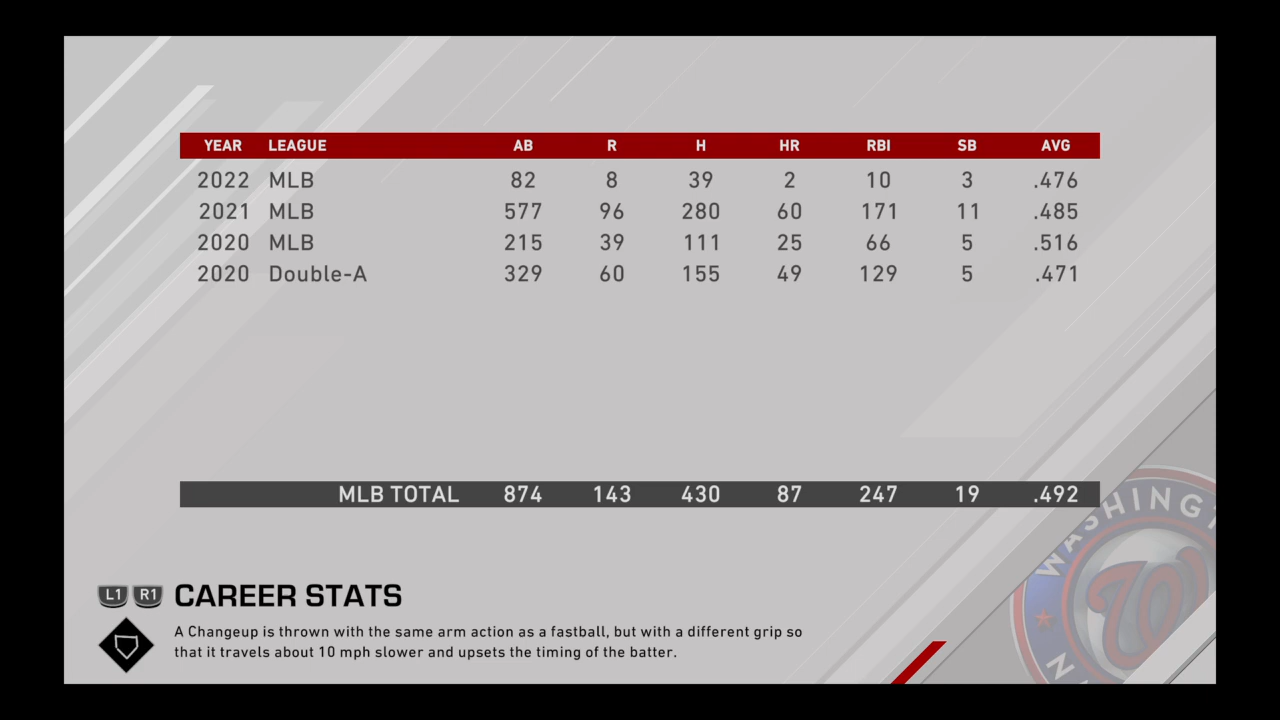 YEAR LEAGUE AB R H HR RBI SB AVG
2022 MLB 82 8 39 2 10 3 .476
2021 MLB 577 96 280 60 171 11 .485
2020 MLB 215 39 111 25 66 5 .516
2020 Double-A 329 60 155 49 129 5 .471
MLB TOTAL 874 143 430 87 247 19 .492
WASHINGT
W
N
L1 R1 CAREER STATS
A Changeup is thrown with the same arm action as a fastball, but with a different grip so
that it travels about 10 mph slower and upsets the timing of the batter.